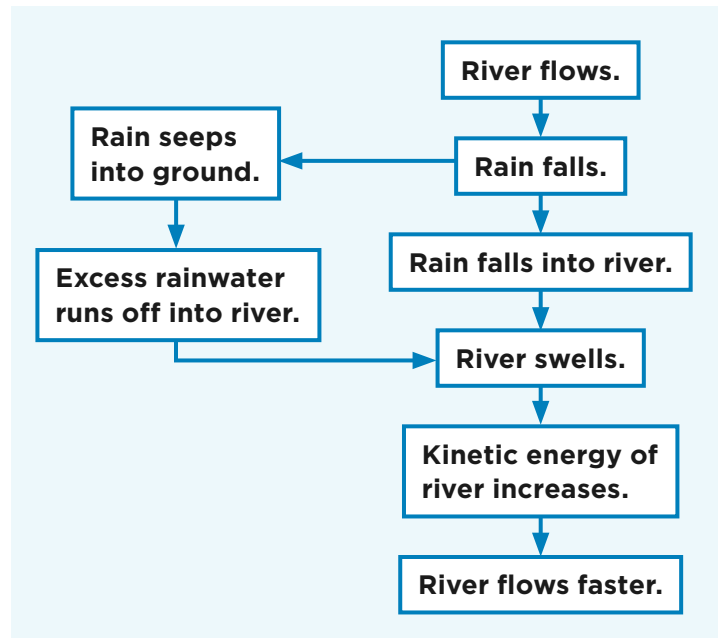 River flows.
Rain seeps
into ground.
Rain falls.
Excess rainwater
runs off into river.
Rain falls into river.
River swells.
Kinetic energy of
river increases.
River flows faster.